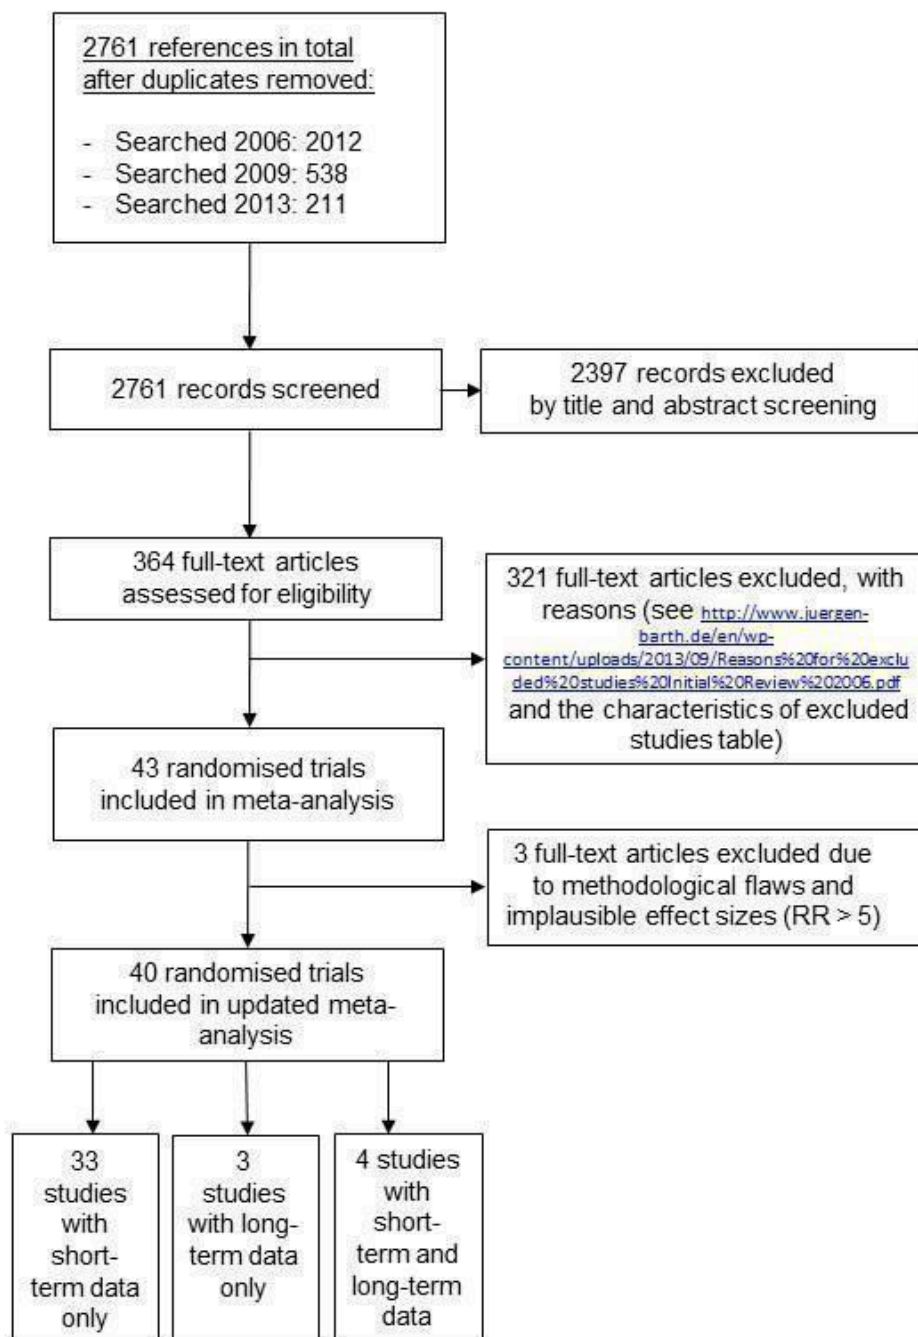 2761 references in total
after duplicates removed:
- Searched 2006: 2012
- Searched 2009: 538
- Searched 2013: 211
2761 records screened
2397 records excluded
by title and abstract screening
364 full-text articles
assessed for eligibility
321 full-text articles excluded, with
reasons (see http://www.juergen-
barth.de/en/wp-
content/uploads/2013/09/Reasons%20for%20exclu
ded%20studies%20Initial%20Review%202006.pdf
and the characteristics of excluded
studies table)
43 randomised trials
included in meta-analysis
3 full-text articles excluded due
to methodological flaws and
implausible effect sizes (RR > 5)
40 randomised trials
included in updated meta-
analysis
33
studies
with
short-
term data
only
3
studies
with long-
term data
only
4 studies
with
short-
term and
long-term
data